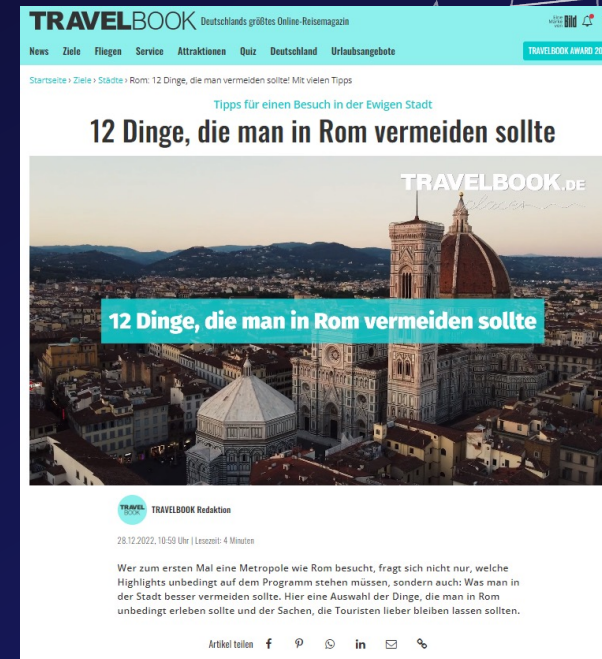 TRAVELBOOK Deutschlands größtes Online-Reisemagazin
Eine Marke von Bild
News Ziele Fliegen Service Attraktionen Quiz Deutschland Urlaubsangebote
TRAVELBOOK AWARD 20
Startseite › Ziele › Städte › Rom: 12 Dinge, die man vermeiden sollte! Mit vielen Tipps
Tipps für einen Besuch in der Ewigen Stadt
12 Dinge, die man in Rom vermeiden sollte
TRAVELBOOK.DE
12 Dinge, die man in Rom vermeiden sollte
TRAVEL
BOOK
TRAVELBOOK Redaktion
28.12.2022, 10:59 Uhr | Lesezeit: 4 Minuten
Wer zum ersten Mal eine Metropole wie Rom besucht, fragt sich nicht nur, welche
Highlights unbedingt auf dem Programm stehen müssen, sondern auch: Was man in
der Stadt besser vermeiden sollte. Hier eine Auswahl der Dinge, die man in Rom
unbedingt erleben sollte und der Sachen, die Touristen lieber bleiben lassen sollten.
Artikel teilen